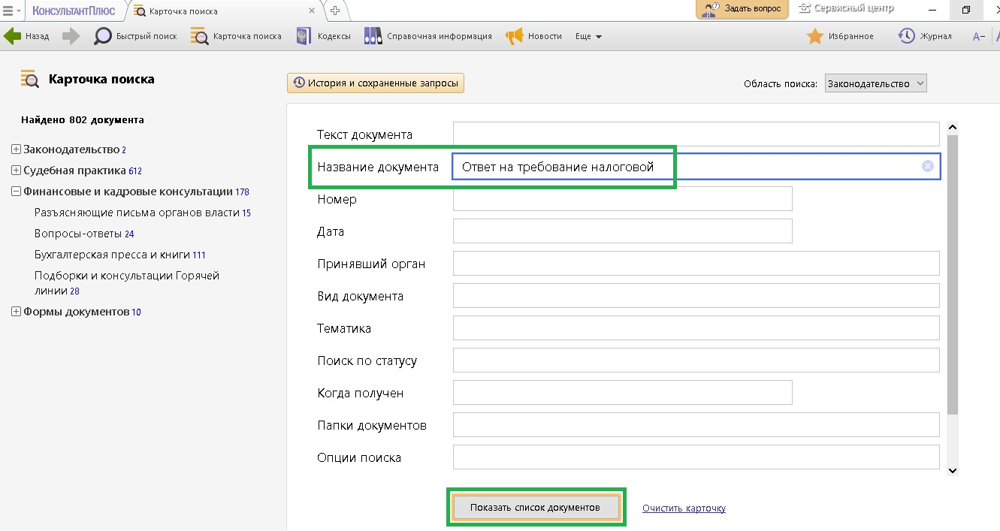 КОНСУЛЬТАНТПЛЮС
Карточка поиска
Задать вопрос
Сервисный центр
Назад
Быстрый поиск
Карточка поиска
Кодексы
Справочная информация
Новости
Еще
Избранное
Журнал
А−
Карточка поиска
История и сохраненные запросы
Область поиска: Законодательство
Найдено 802 документа
Законодательство 2
Судебная практика 612
Финансовые и кадровые консультации 178
Разъясняющие письма органов власти 15
Вопросы-ответы 24
Бухгалтерская пресса и книги 111
Подборки и консультации Горячей
линии 28
Формы документов 10
Текст документа
Название документа Ответ на требование налоговой
Номер
Дата
Принявший орган
Вид документа
Тематика
Поиск по статусу
Когда получен
Папки документов
Опции поиска
Показать список документов
Очистить карточку